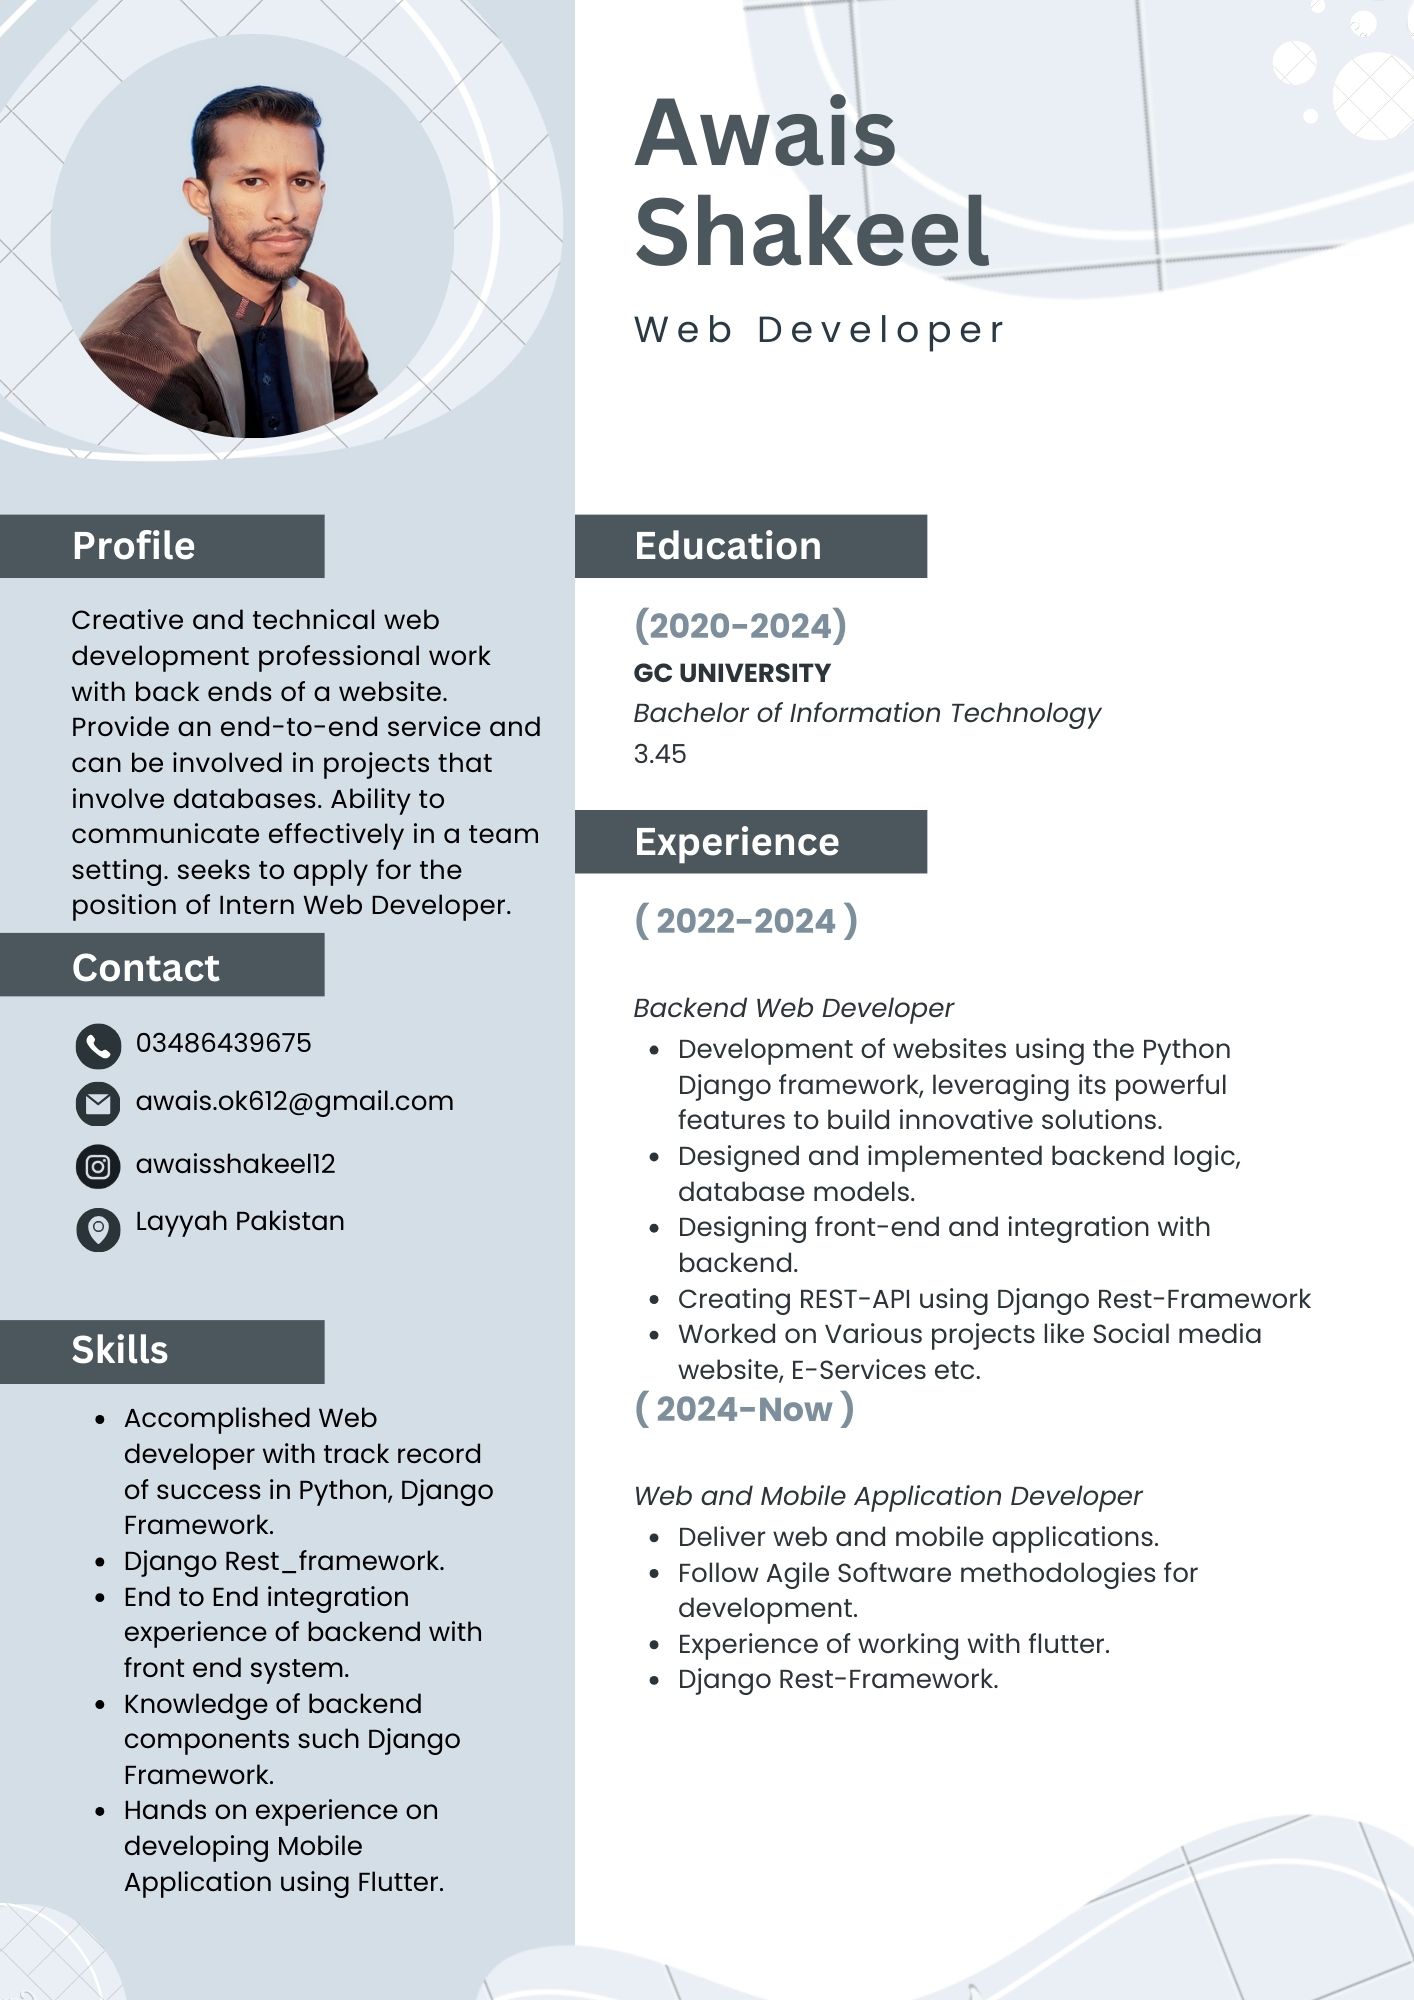 Awais
Shakeel
Web Developer
Profile
Creative and technical web
development professional work
with back ends of a website.
Provide an end-to-end service and
can be involved in projects that
involve databases. Ability to
communicate effectively in a team
setting. seeks to apply for the
position of Intern Web Developer.
Contact
03486439675
awais.ok612@gmail.com
awaisshakeel12
Layyah Pakistan
Skills
• Accomplished Web
developer with track record
of success in Python, Django
Framework.
• Django Rest_framework.
• End to End integration
experience of backend with
front end system.
• Knowledge of backend
components such Django
Framework.
• Hands on experience on
developing Mobile
Application using Flutter.
Education
(2020-2024)
GC UNIVERSITY
Bachelor of Information Technology
3.45
Experience
( 2022-2024 )
Backend Web Developer
• Development of websites using the Python
Django framework, leveraging its powerful
features to build innovative solutions.
• Designed and implemented backend logic,
database models.
• Designing front-end and integration with
backend.
• Creating REST-API using Django Rest-Framework
• Worked on Various projects like Social media
website, E-Services etc.
( 2024-Now )
Web and Mobile Application Developer
• Deliver web and mobile applications.
• Follow Agile Software methodologies for
development.
• Experience of working with flutter.
• Django Rest-Framework.